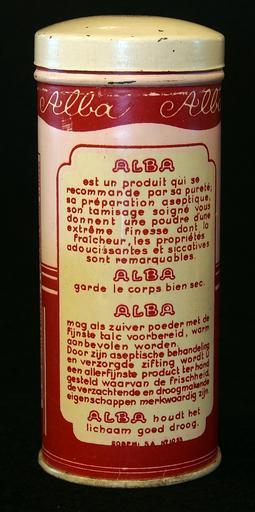 Alba Alb
ALBA
est un produit qui se
recommande par sa pureté;
sa préparation aseptique,
son tamisage soigné vous
donnent une poudre d'une
extrême finesse dont la
fraîcheur, les propriétés
adoucissantes et siccatives
sont remarquables.
ALBA
garde le corps bien sec.
ALBA
mag als zuiver poeder met de
fijnste talc voorbereid, warm
aanbevolen worden.
Door zijn aseptische behandeling
en verzorgde zifting wordt U
een allerfijnste product ter hand
gesteld waarvan de frischheid,
de verzachtende en droogmakende
eigenschappen merkwaardig zijn.
ALBA houdt het
lichaam goed droog.
S.A.